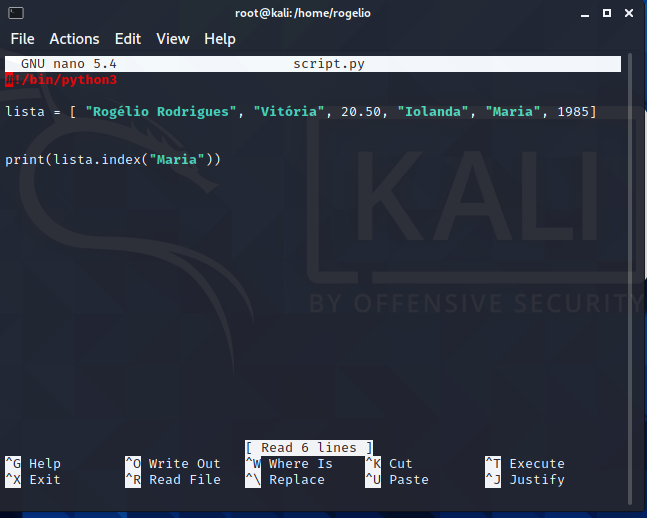 root@kali: /home/rogelio
File Actions Edit View Help
GNU nano 5.4 script.py
#!/bin/python3
lista = [ "Rogélio Rodrigues", "Vitória", 20.50, "Iolanda", "Maria", 1985]
print(lista.index("Maria"))
KALI
BY OFFENSIVE SECURITY
[ Read 6 lines ]
^G Help ^O Write Out ^W Where Is ^K Cut ^T Execute
^X Exit ^R Read File ^\ Replace ^U Paste ^J Justify